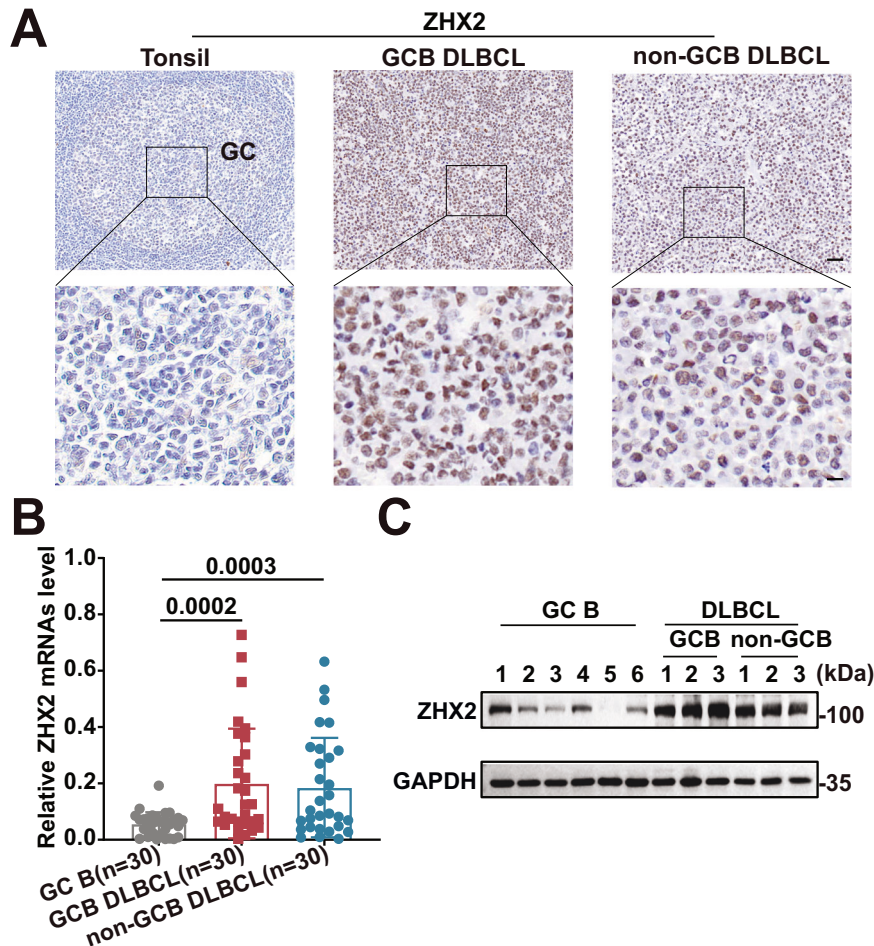 A
ZHX2
Tonsil
GCB DLBCL
non-GCB DLBCL
GC
B
Relative ZHX2 mRNAs level
1.0
0.8
0.6
0.4
0.2
0.0
0.0003
0.0002
GC B(n=30)
GCB DLBCL(n=30)
non-GCB DLBCL(n=30)
C
GC B
DLBCL
GCB
non-GCB
1 2 3 4 5 6 1 2 3 1 2 3 (kDa)
ZHX2 -100
GAPDH -35